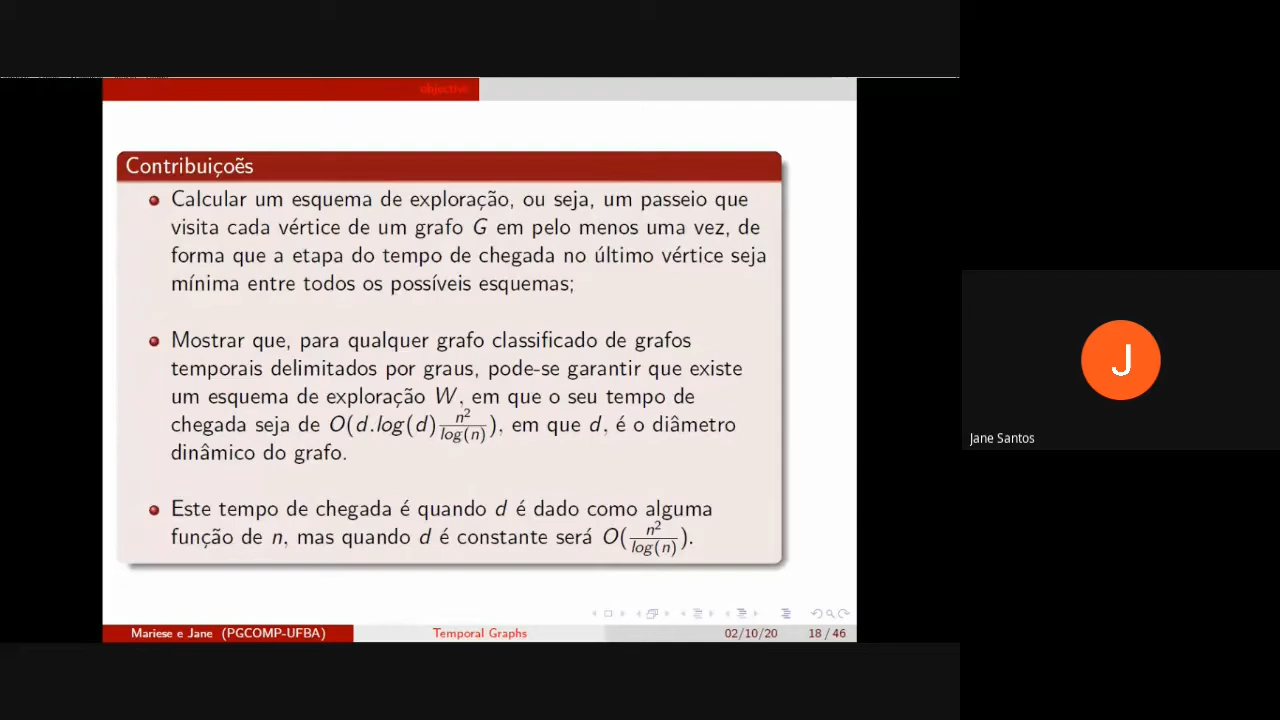 objective
Contribuiçoẽs
Calcular um esquema de exploração, ou seja, um passeio que
visita cada vértice de um grafo G em pelo menos uma vez, de
forma que a etapa do tempo de chegada no último vértice seja
mínima entre todos os possíveis esquemas;
Mostrar que, para qualquer grafo classificado de grafos
temporais delimitados por graus, pode-se garantir que existe
um esquema de exploração W, em que o seu tempo de
chegada seja de O(d.log(d) n²/log(n)), em que d, é o diâmetro
dinâmico do grafo.
Este tempo de chegada é quando d é dado como alguma
função de n, mas quando d é constante será O(n²/log(n)).
Mariese e Jane (PGCOMP-UFBA)
Temporal Graphs
02/10/20
18 / 46
J
Jane Santos